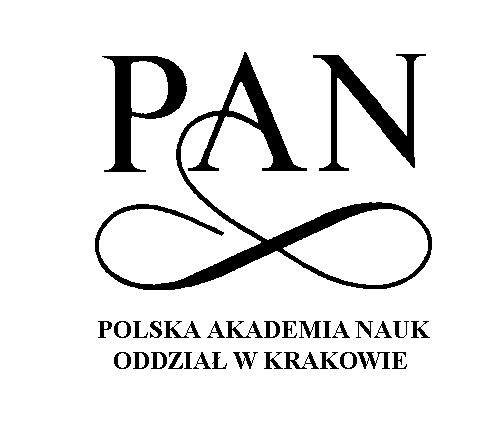 PAN
POLSKA AKADEMIA NAUK
ODDZIAŁ W KRAKOWIE